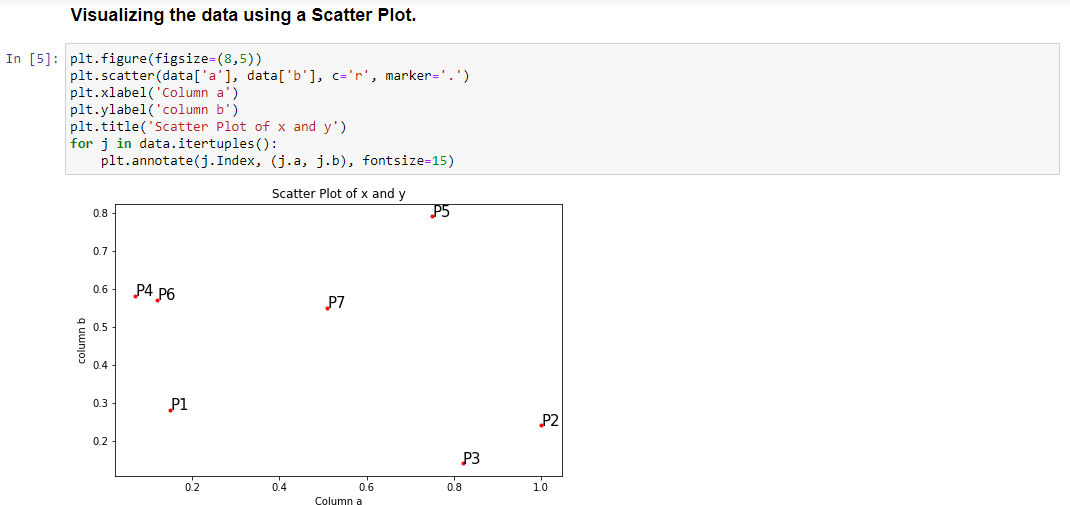 Visualizing the data using a Scatter Plot.
In [5]: plt.figure(figsize=(8,5))
plt.scatter(data['a'], data['b'], c='r', marker='.')
plt.xlabel('Column a')
plt.ylabel('column b')
plt.title('Scatter Plot of x and y')
for j in data.itertuples():
    plt.annotate(j.Index, (j.a, j.b), fontsize=15)
Scatter Plot of x and y
0.8
0.7
0.6
0.5
0.4
0.3
0.2
column b
P5
P4
P6
P7
P1
P2
P3
0.2 0.4 0.6 0.8 1.0
Column a